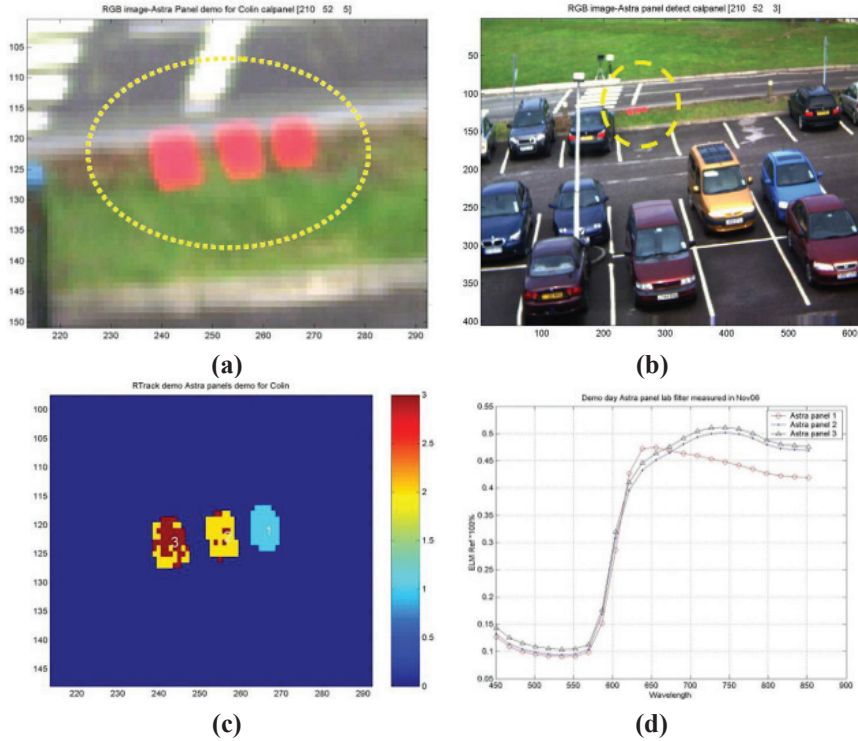 RGB image-Astra Panel demo for Colin calpanel [210 52 5]
105
110
115
120
125
130
135
140
145
150
220 230 240 250 260 270 280 290
(a)
RGB image-Astra panel detect calpanel [210 52 3]
50
100
150
200
250
300
350
400
100 200 300 400 500 600
(b)
RTrack demo Astra panels demo for Colin
100
105
110
115
120
125
130
135
140
145
220 230 240 250 260 270 280 290
3 1
3
2.5
2
1.5
1
0.5
0
(c)
Demo day Astra panel lab filter measured in Nov06
Astra panel 1
Astra panel 2
Astra panel 3
ELM Ref *100%
0.55
0.5
0.45
0.4
0.35
0.3
0.25
0.2
0.15
0.1
0.05
450 500 550 600 650 700 750 800 850 900
Wavelength
(d)